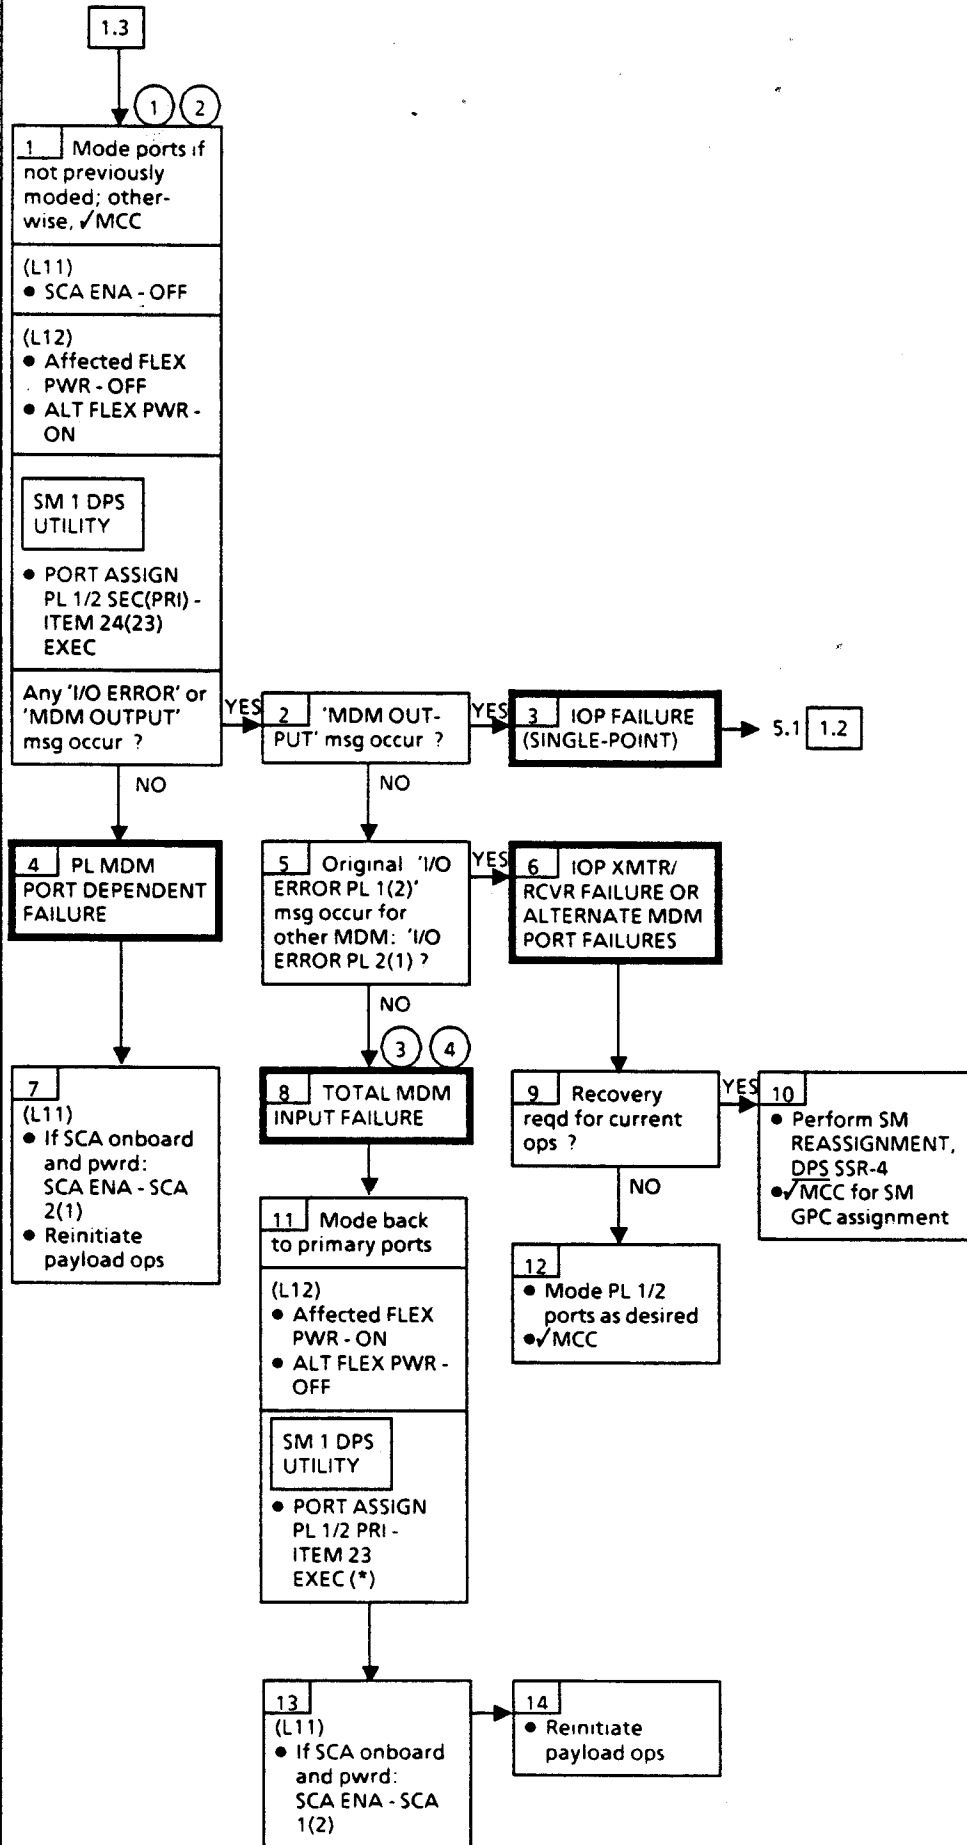 1.3
1 2
1 Mode ports if
not previously
moded; other-
wise, ✓MCC
(L11)
• SCA ENA - OFF
(L12)
• Affected FLEX
PWR - OFF
• ALT FLEX PWR -
ON
SM 1 DPS
UTILITY
• PORT ASSIGN
PL 1/2 SEC(PRI) -
ITEM 24(23)
EXEC
Any 'I/O ERROR' or
'MDM OUTPUT'
msg occur ?
YES
NO
2 'MDM OUT-
PUT' msg occur ?
YES
NO
3 IOP FAILURE
(SINGLE-POINT)
5.1 1.2
4 PL MDM
PORT DEPENDENT
FAILURE
5 Original 'I/O
ERROR PL 1(2)'
msg occur for
other MDM: 'I/O
ERROR PL 2(1) ?
YES
NO
6 IOP XMTR/
RCVR FAILURE OR
ALTERNATE MDM
PORT FAILURES
7
(L11)
• If SCA onboard
and pwrd:
SCA ENA - SCA
2(1)
• Reinitiate
payload ops
3 4
8 TOTAL MDM
INPUT FAILURE
9 Recovery
reqd for current
ops ?
YES
NO
10
• Perform SM
REASSIGNMENT,
DPS SSR-4
•✓MCC for SM
GPC assignment
11 Mode back
to primary ports
(L12)
• Affected FLEX
PWR - ON
• ALT FLEX PWR -
OFF
SM 1 DPS
UTILITY
• PORT ASSIGN
PL 1/2 PRI -
ITEM 23
EXEC (*)
12
• Mode PL 1/2
ports as desired
•✓MCC
13
(L11)
• If SCA onboard
and pwrd:
SCA ENA - SCA
1(2)
14
• Reinitiate
payload ops